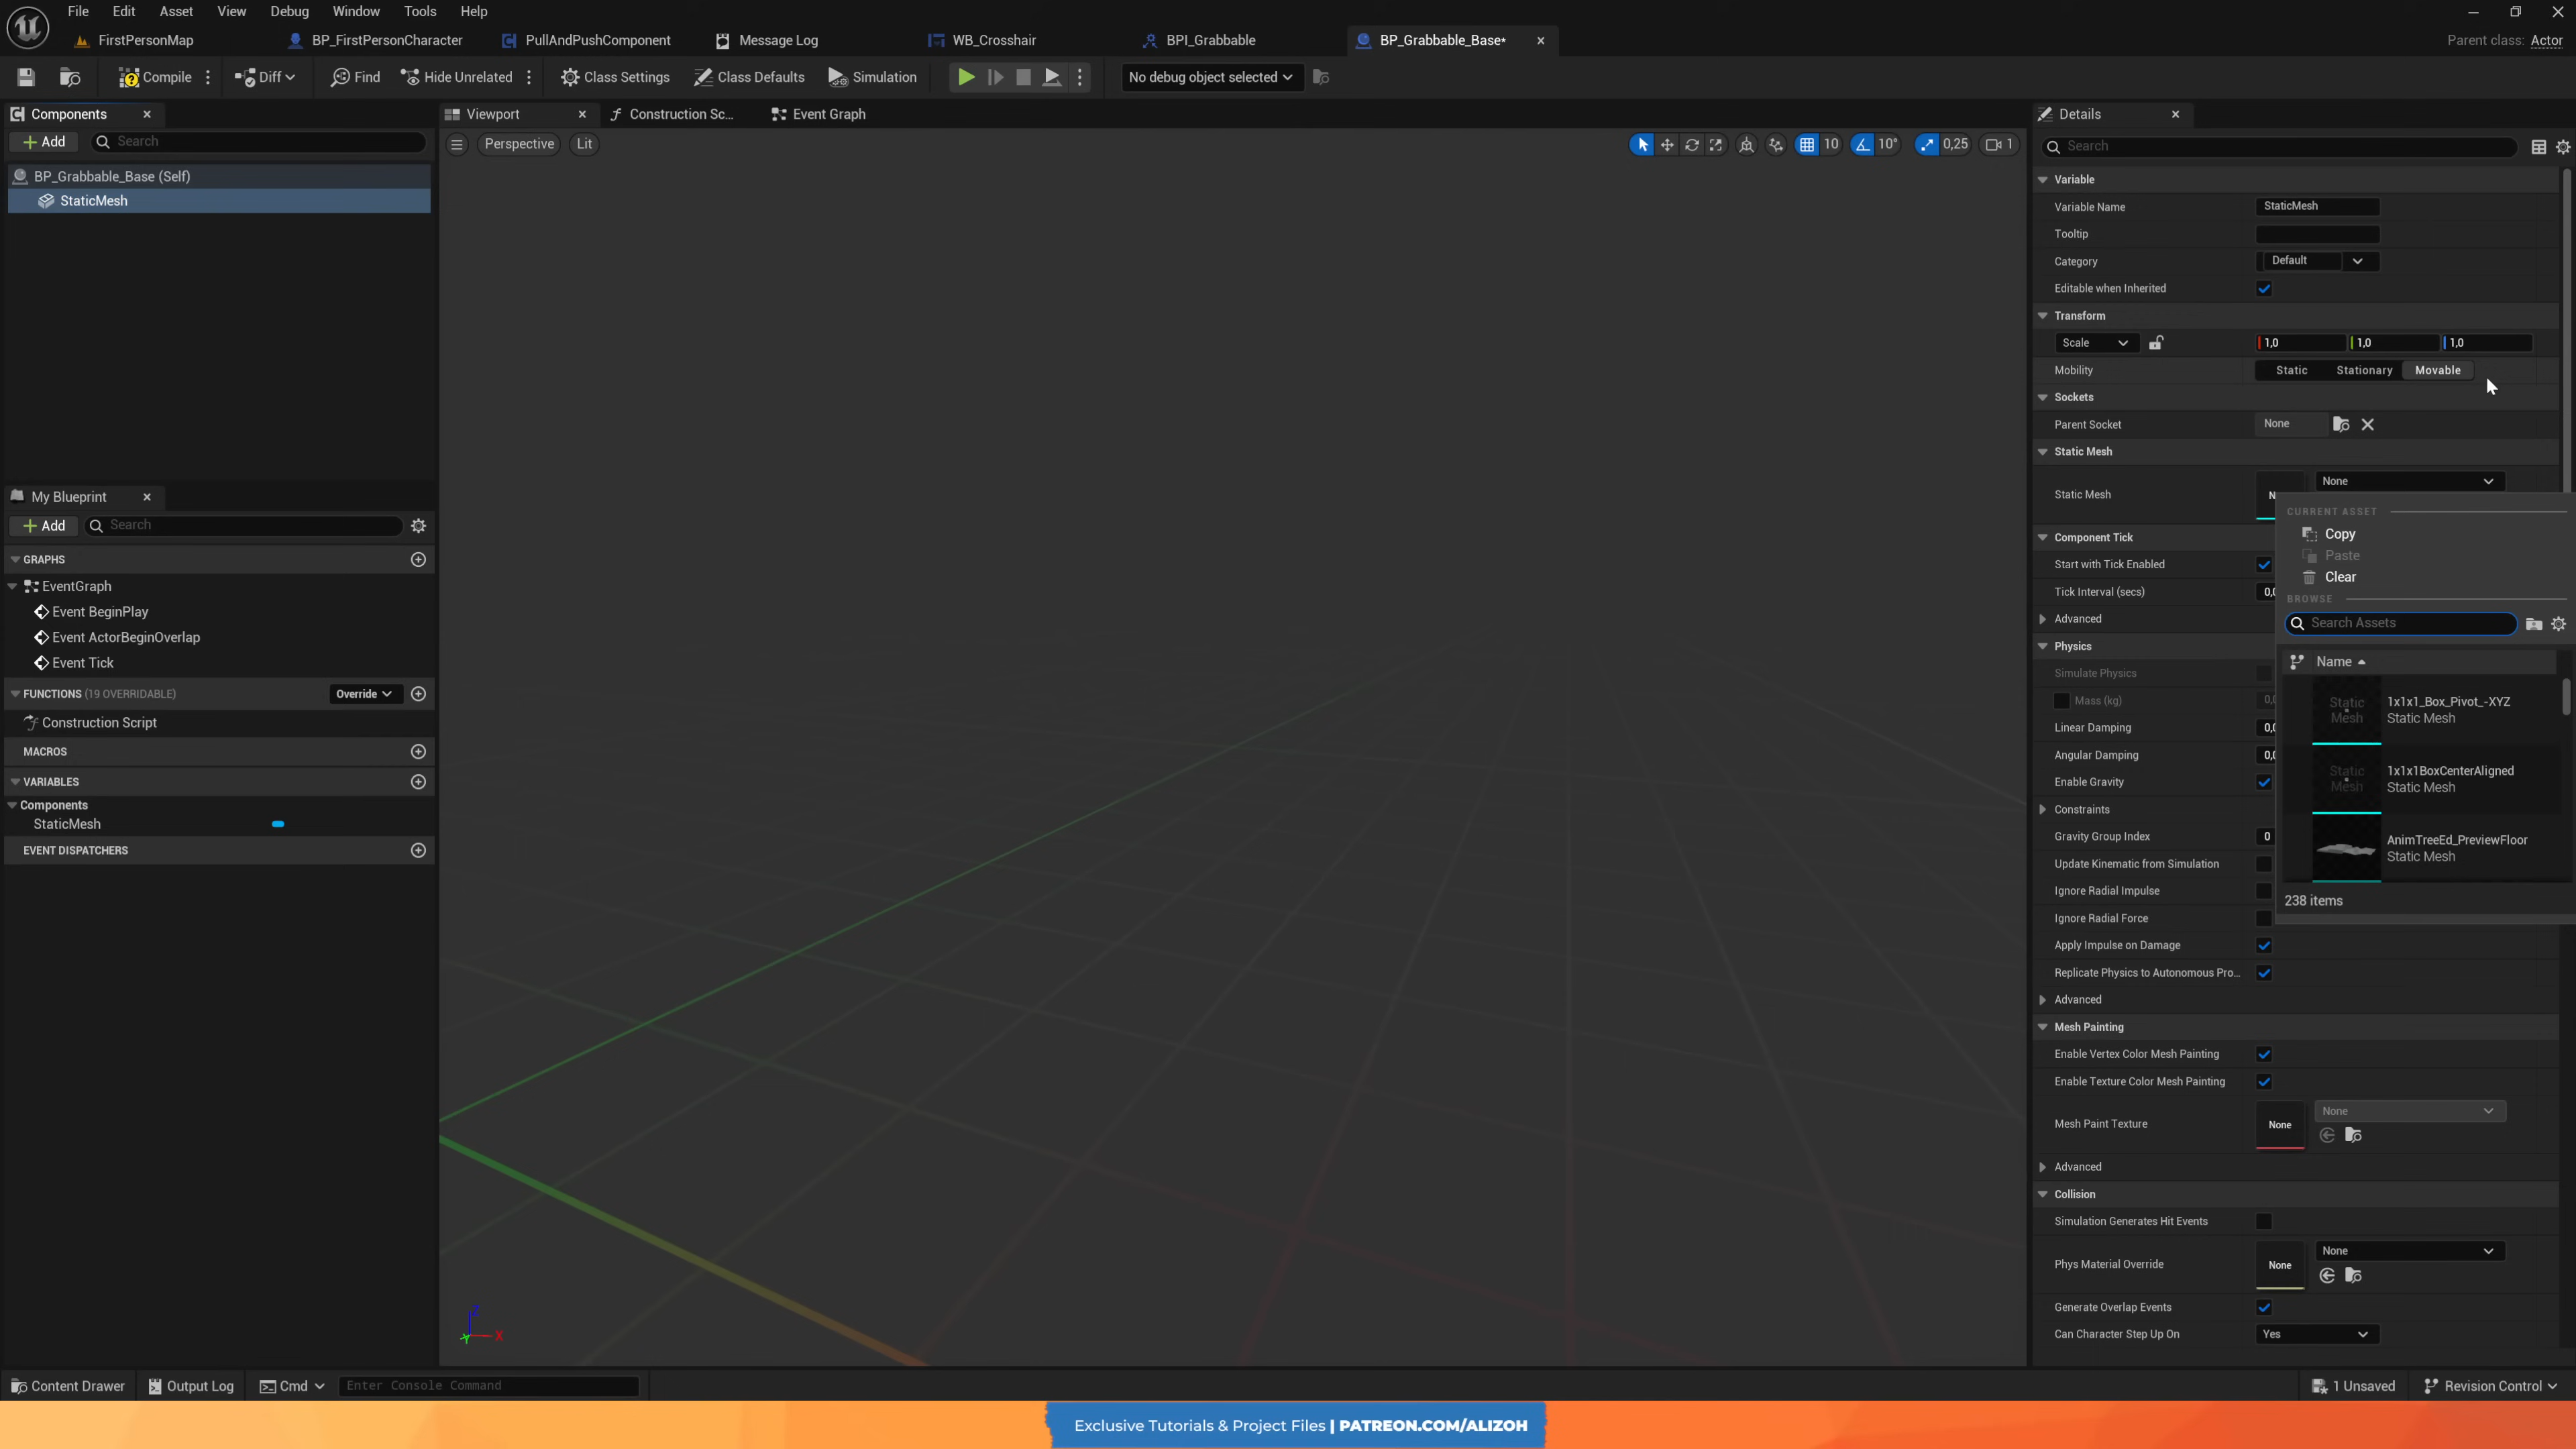 File Edit Asset View Debug Window Tools Help
FirstPersonMap BP_FirstPersonCharacter PullAndPushComponent Message Log WB_Crosshair BPI_Grabbable BP_Grabbable_Base* Parent class: Actor
Compile Diff Find Hide Unrelated Class Settings Class Defaults Simulation No debug object selected
Components
Add Search
BP_Grabbable_Base (Self)
StaticMesh
My Blueprint
Add Search
GRAPHS
EventGraph
Event BeginPlay
Event ActorBeginOverlap
Event Tick
FUNCTIONS (19 OVERRIDABLE) Override
Construction Script
MACROS
VARIABLES
Components
StaticMesh
EVENT DISPATCHERS
Viewport Construction Sc... Event Graph
Perspective Lit 10 10° 0,25 1
Z
Y X
Details
Search
Variable
Variable Name StaticMesh
Tooltip
Category Default
Editable when Inherited
Transform
Scale 1,0 1,0 1,0
Mobility Static Stationary Movable
Sockets
Parent Socket None
Static Mesh
Static Mesh None
Component Tick
Start with Tick Enabled
Tick Interval (secs)
Advanced
Physics
Simulate Physics
Mass (kg)
Linear Damping
Angular Damping
Enable Gravity
Constraints
Gravity Group Index 0
Update Kinematic from Simulation
Ignore Radial Impulse
Ignore Radial Force
Apply Impulse on Damage
Replicate Physics to Autonomous Pro...
Advanced
Mesh Painting
Enable Vertex Color Mesh Painting
Enable Texture Color Mesh Painting
Mesh Paint Texture None None
Advanced
Collision
Simulation Generates Hit Events
Phys Material Override None None
Generate Overlap Events
Can Character Step Up On Yes
CURRENT ASSET
Copy
Paste
Clear
BROWSE
Search Assets
Name
Static Mesh 1x1x1_Box_Pivot_-XYZ
Static Mesh
Static Mesh 1x1x1BoxCenterAligned
Static Mesh
AnimTreeEd_PreviewFloor
Static Mesh
238 items
Content Drawer Output Log Cmd Enter Console Command 1 Unsaved Revision Control
Exclusive Tutorials & Project Files | PATREON.COM/ALIZOH